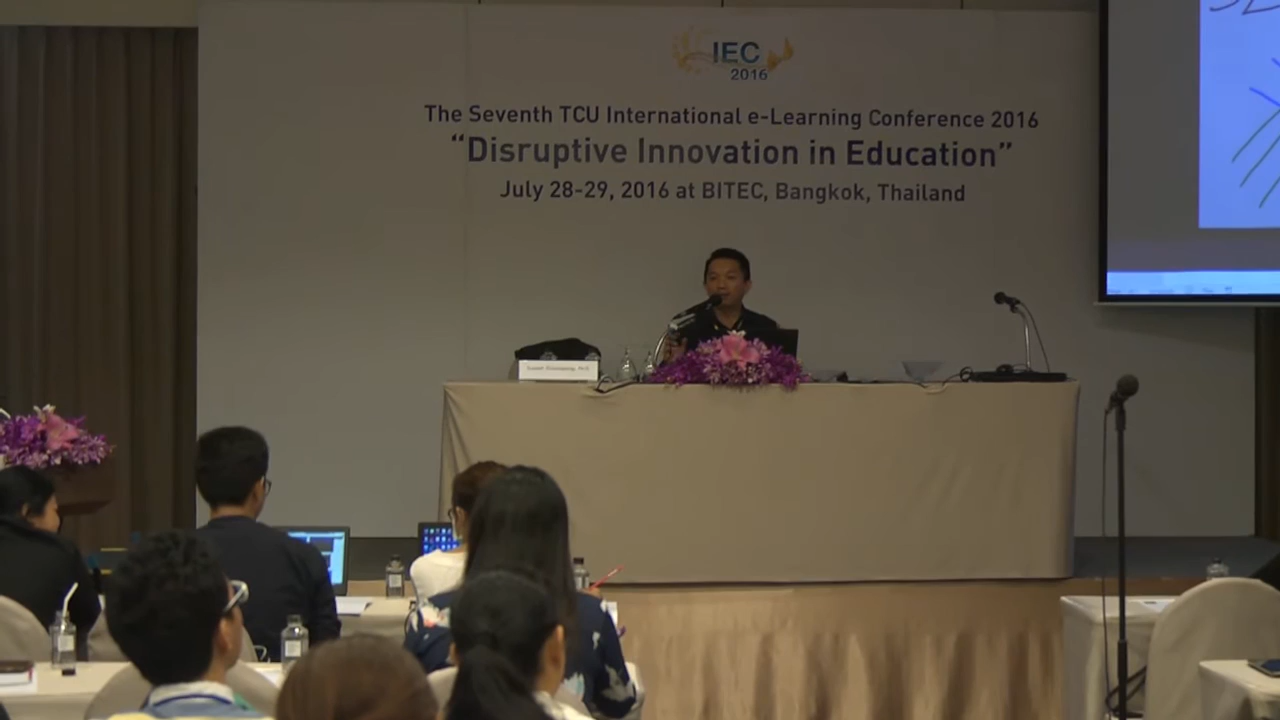 IEC
2016
The Seventh TCU International e-Learning Conference 2016
“Disruptive Innovation in Education”
July 28-29, 2016 at BITEC, Bangkok, Thailand